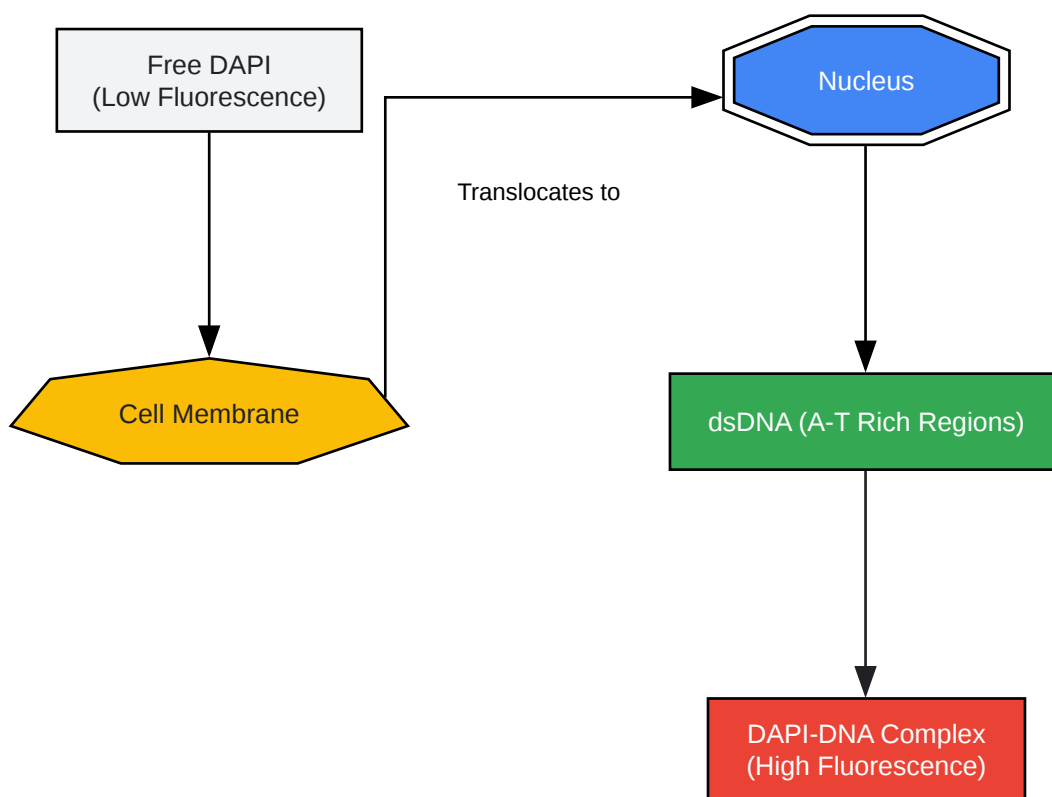 Free DAPI
(Low Fluorescence)
Nucleus
Translocates to
Cell Membrane
dsDNA (A-T Rich Regions)
DAPI-DNA Complex
(High Fluorescence)